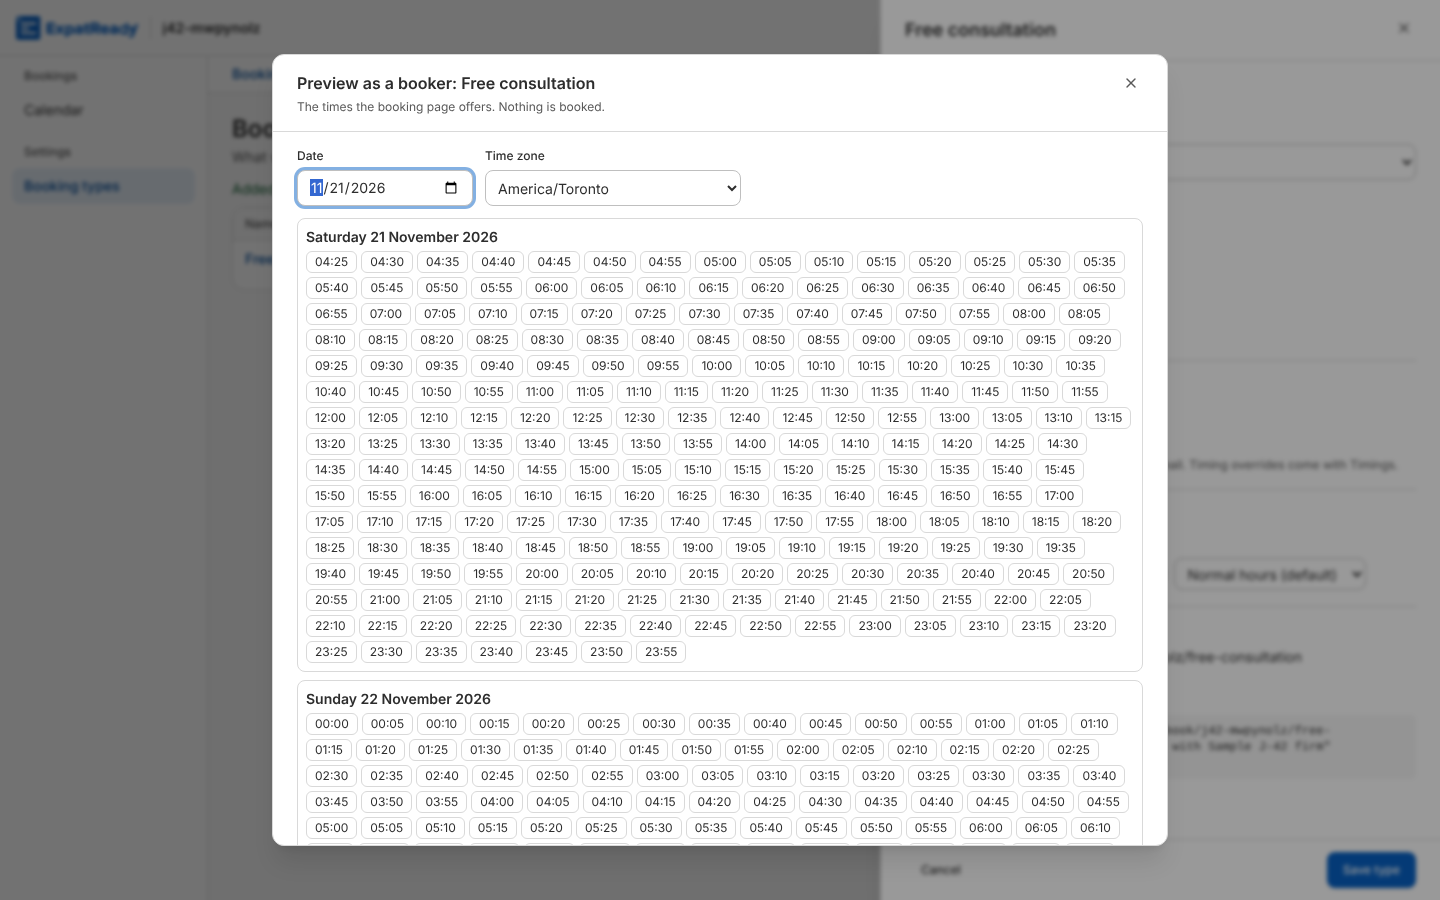 ExpatReady
j42-mwpynolz
Free consultation
Bookings
Calendar
Settings
Booking types
Preview as a booker: Free consultation
The times the booking page offers. Nothing is booked.
Date
Time zone
11/21/2026
America/Toronto
Saturday 21 November 2026
04:25 04:30 04:35 04:40 04:45 04:50 04:55 05:00 05:05 05:10 05:15 05:20 05:25 05:30 05:35
05:40 05:45 05:50 05:55 06:00 06:05 06:10 06:15 06:20 06:25 06:30 06:35 06:40 06:45 06:50
06:55 07:00 07:05 07:10 07:15 07:20 07:25 07:30 07:35 07:40 07:45 07:50 07:55 08:00 08:05
08:10 08:15 08:20 08:25 08:30 08:35 08:40 08:45 08:50 08:55 09:00 09:05 09:10 09:15 09:20
09:25 09:30 09:35 09:40 09:45 09:50 09:55 10:00 10:05 10:10 10:15 10:20 10:25 10:30 10:35
10:40 10:45 10:50 10:55 11:00 11:05 11:10 11:15 11:20 11:25 11:30 11:35 11:40 11:45 11:50 11:55
12:00 12:05 12:10 12:15 12:20 12:25 12:30 12:35 12:40 12:45 12:50 12:55 13:00 13:05 13:10 13:15
13:20 13:25 13:30 13:35 13:40 13:45 13:50 13:55 14:00 14:05 14:10 14:15 14:20 14:25 14:30
14:35 14:40 14:45 14:50 14:55 15:00 15:05 15:10 15:15 15:20 15:25 15:30 15:35 15:40 15:45
15:50 15:55 16:00 16:05 16:10 16:15 16:20 16:25 16:30 16:35 16:40 16:45 16:50 16:55 17:00
17:05 17:10 17:15 17:20 17:25 17:30 17:35 17:40 17:45 17:50 17:55 18:00 18:05 18:10 18:15 18:20
18:25 18:30 18:35 18:40 18:45 18:50 18:55 19:00 19:05 19:10 19:15 19:20 19:25 19:30 19:35
19:40 19:45 19:50 19:55 20:00 20:05 20:10 20:15 20:20 20:25 20:30 20:35 20:40 20:45 20:50
20:55 21:00 21:05 21:10 21:15 21:20 21:25 21:30 21:35 21:40 21:45 21:50 21:55 22:00 22:05
22:10 22:15 22:20 22:25 22:30 22:35 22:40 22:45 22:50 22:55 23:00 23:05 23:10 23:15 23:20
23:25 23:30 23:35 23:40 23:45 23:50 23:55
Sunday 22 November 2026
00:00 00:05 00:10 00:15 00:20 00:25 00:30 00:35 00:40 00:45 00:50 00:55 01:00 01:05 01:10
01:15 01:20 01:25 01:30 01:35 01:40 01:45 01:50 01:55 02:00 02:05 02:10 02:15 02:20 02:25
02:30 02:35 02:40 02:45 02:50 02:55 03:00 03:05 03:10 03:15 03:20 03:25 03:30 03:35 03:40
03:45 03:50 03:55 04:00 04:05 04:10 04:15 04:20 04:25 04:30 04:35 04:40 04:45 04:50 04:55
05:00 05:05 05:10 05:15 05:20 05:25 05:30 05:35 05:40 05:45 05:50 05:55 06:00 06:05 06:10
Timing overrides come with Timings.
Normal hours (default)
/free-consultation
book/j42-mwpynolz/free-
with Sample J-42 firm"
Cancel
Save type